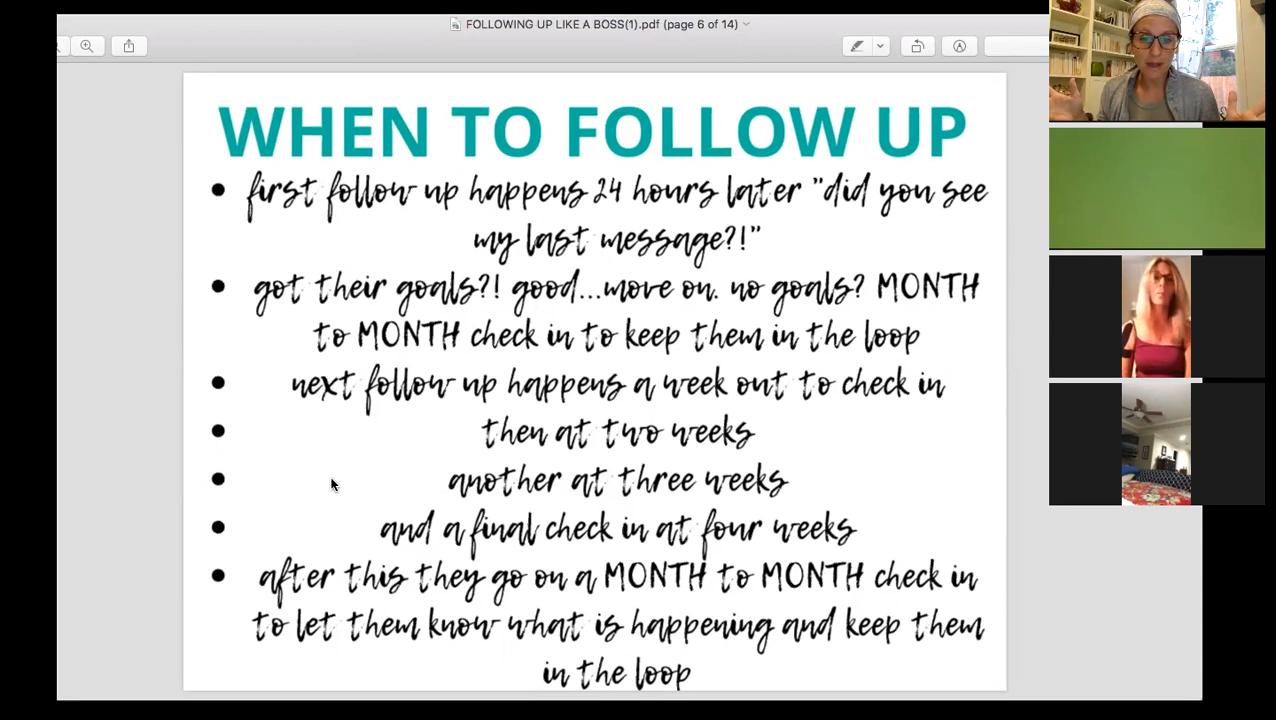 FOLLOWING UP LIKE A BOSS(1).pdf (page 6 of 14)
WHEN TO FOLLOW UP
• first follow up happens 24 hours later "did you see
my last message?!"
• got their goals?! good...move on. no goals? MONTH
to MONTH check in to keep them in the loop
• next follow up happens a week out to check in
• then at two weeks
• another at three weeks
• and a final check in at four weeks
• after this they go on a MONTH to MONTH check in
to let them know what is happening and keep them
in the loop